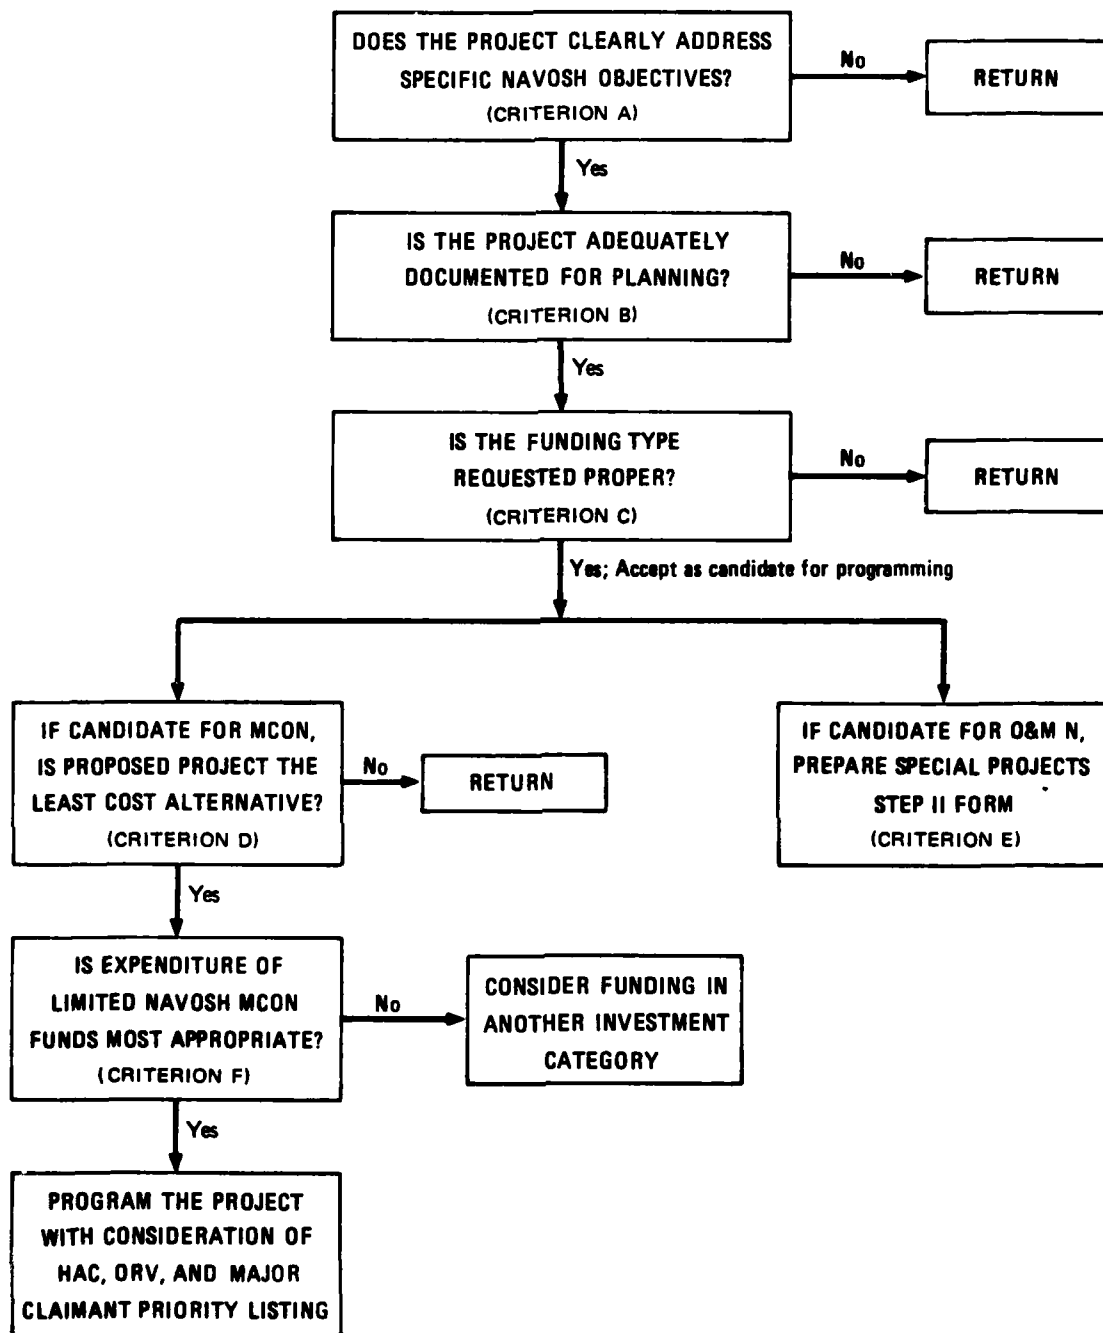 DOES THE PROJECT CLEARLY ADDRESS
SPECIFIC NAVOSH OBJECTIVES?
(CRITERION A)
No
RETURN
Yes
IS THE PROJECT ADEQUATELY
DOCUMENTED FOR PLANNING?
(CRITERION B)
No
RETURN
Yes
IS THE FUNDING TYPE
REQUESTED PROPER?
(CRITERION C)
No
RETURN
Yes; Accept as candidate for programming
IF CANDIDATE FOR MCON,
IS PROPOSED PROJECT THE
LEAST COST ALTERNATIVE?
(CRITERION D)
No
RETURN
IF CANDIDATE FOR O&M N,
PREPARE SPECIAL PROJECTS
STEP II FORM
(CRITERION E)
Yes
IS EXPENDITURE OF
LIMITED NAVOSH MCON
FUNDS MOST APPROPRIATE?
(CRITERION F)
No
CONSIDER FUNDING IN
ANOTHER INVESTMENT
CATEGORY
Yes
PROGRAM THE PROJECT
WITH CONSIDERATION OF
HAC, ORV, AND MAJOR
CLAIMANT PRIORITY LISTING